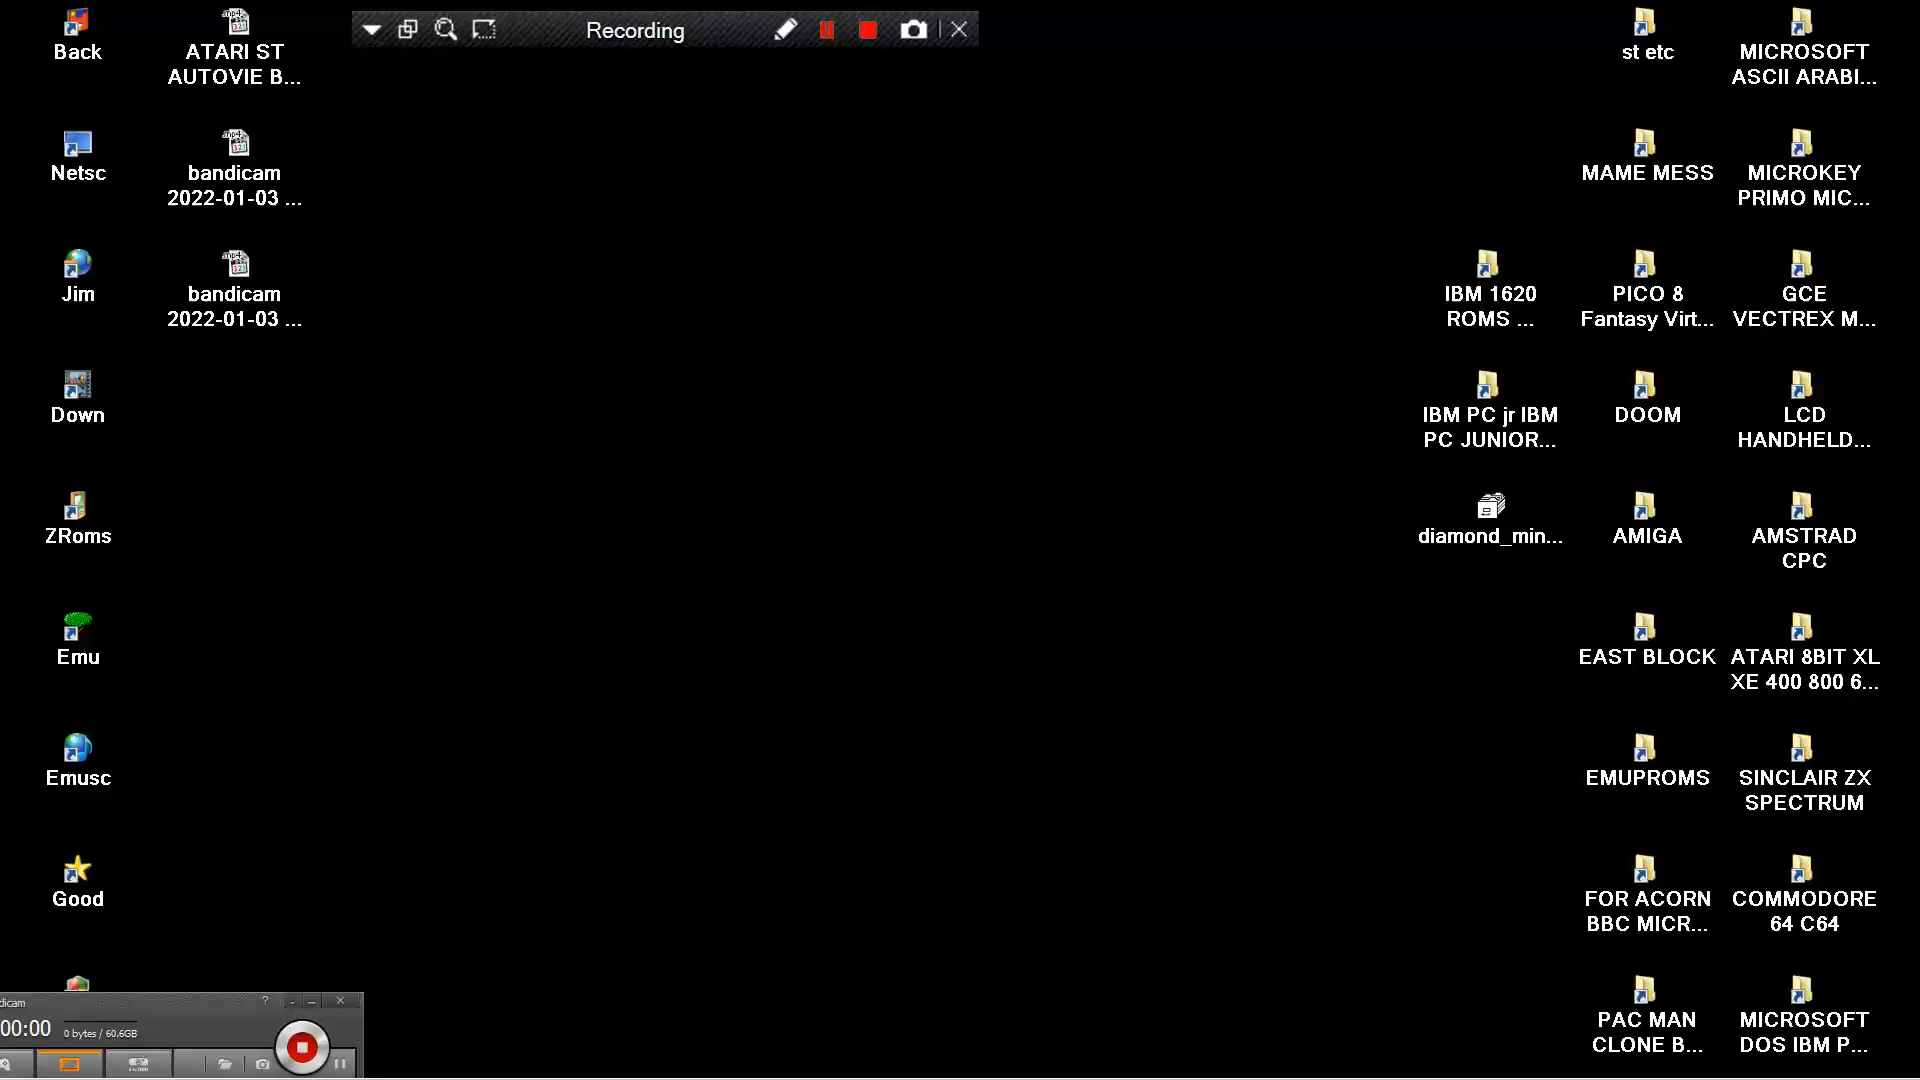 Recording
Back
Netsc
Jim
Down
ZRoms
Emu
Emusc
Good
ATARI ST
AUTOVIE B...
bandicam
2022-01-03 ...
bandicam
2022-01-03 ...
IBM 1620
ROMS ...
IBM PC jr IBM
PC JUNIOR...
diamond_min...
st etc
MAME MESS
PICO 8
Fantasy Virt...
DOOM
AMIGA
EAST BLOCK
EMUPROMS
FOR ACORN
BBC MICR...
PAC MAN
CLONE B...
MICROSOFT
ASCII ARABI...
MICROKEY
PRIMO MIC...
GCE
VECTREX M...
LCD
HANDHELD...
AMSTRAD
CPC
ATARI 8BIT XL
XE 400 800 6...
SINCLAIR ZX
SPECTRUM
COMMODORE
64 C64
MICROSOFT
DOS IBM P...
dicam
00:00
0 bytes / 60,6GB